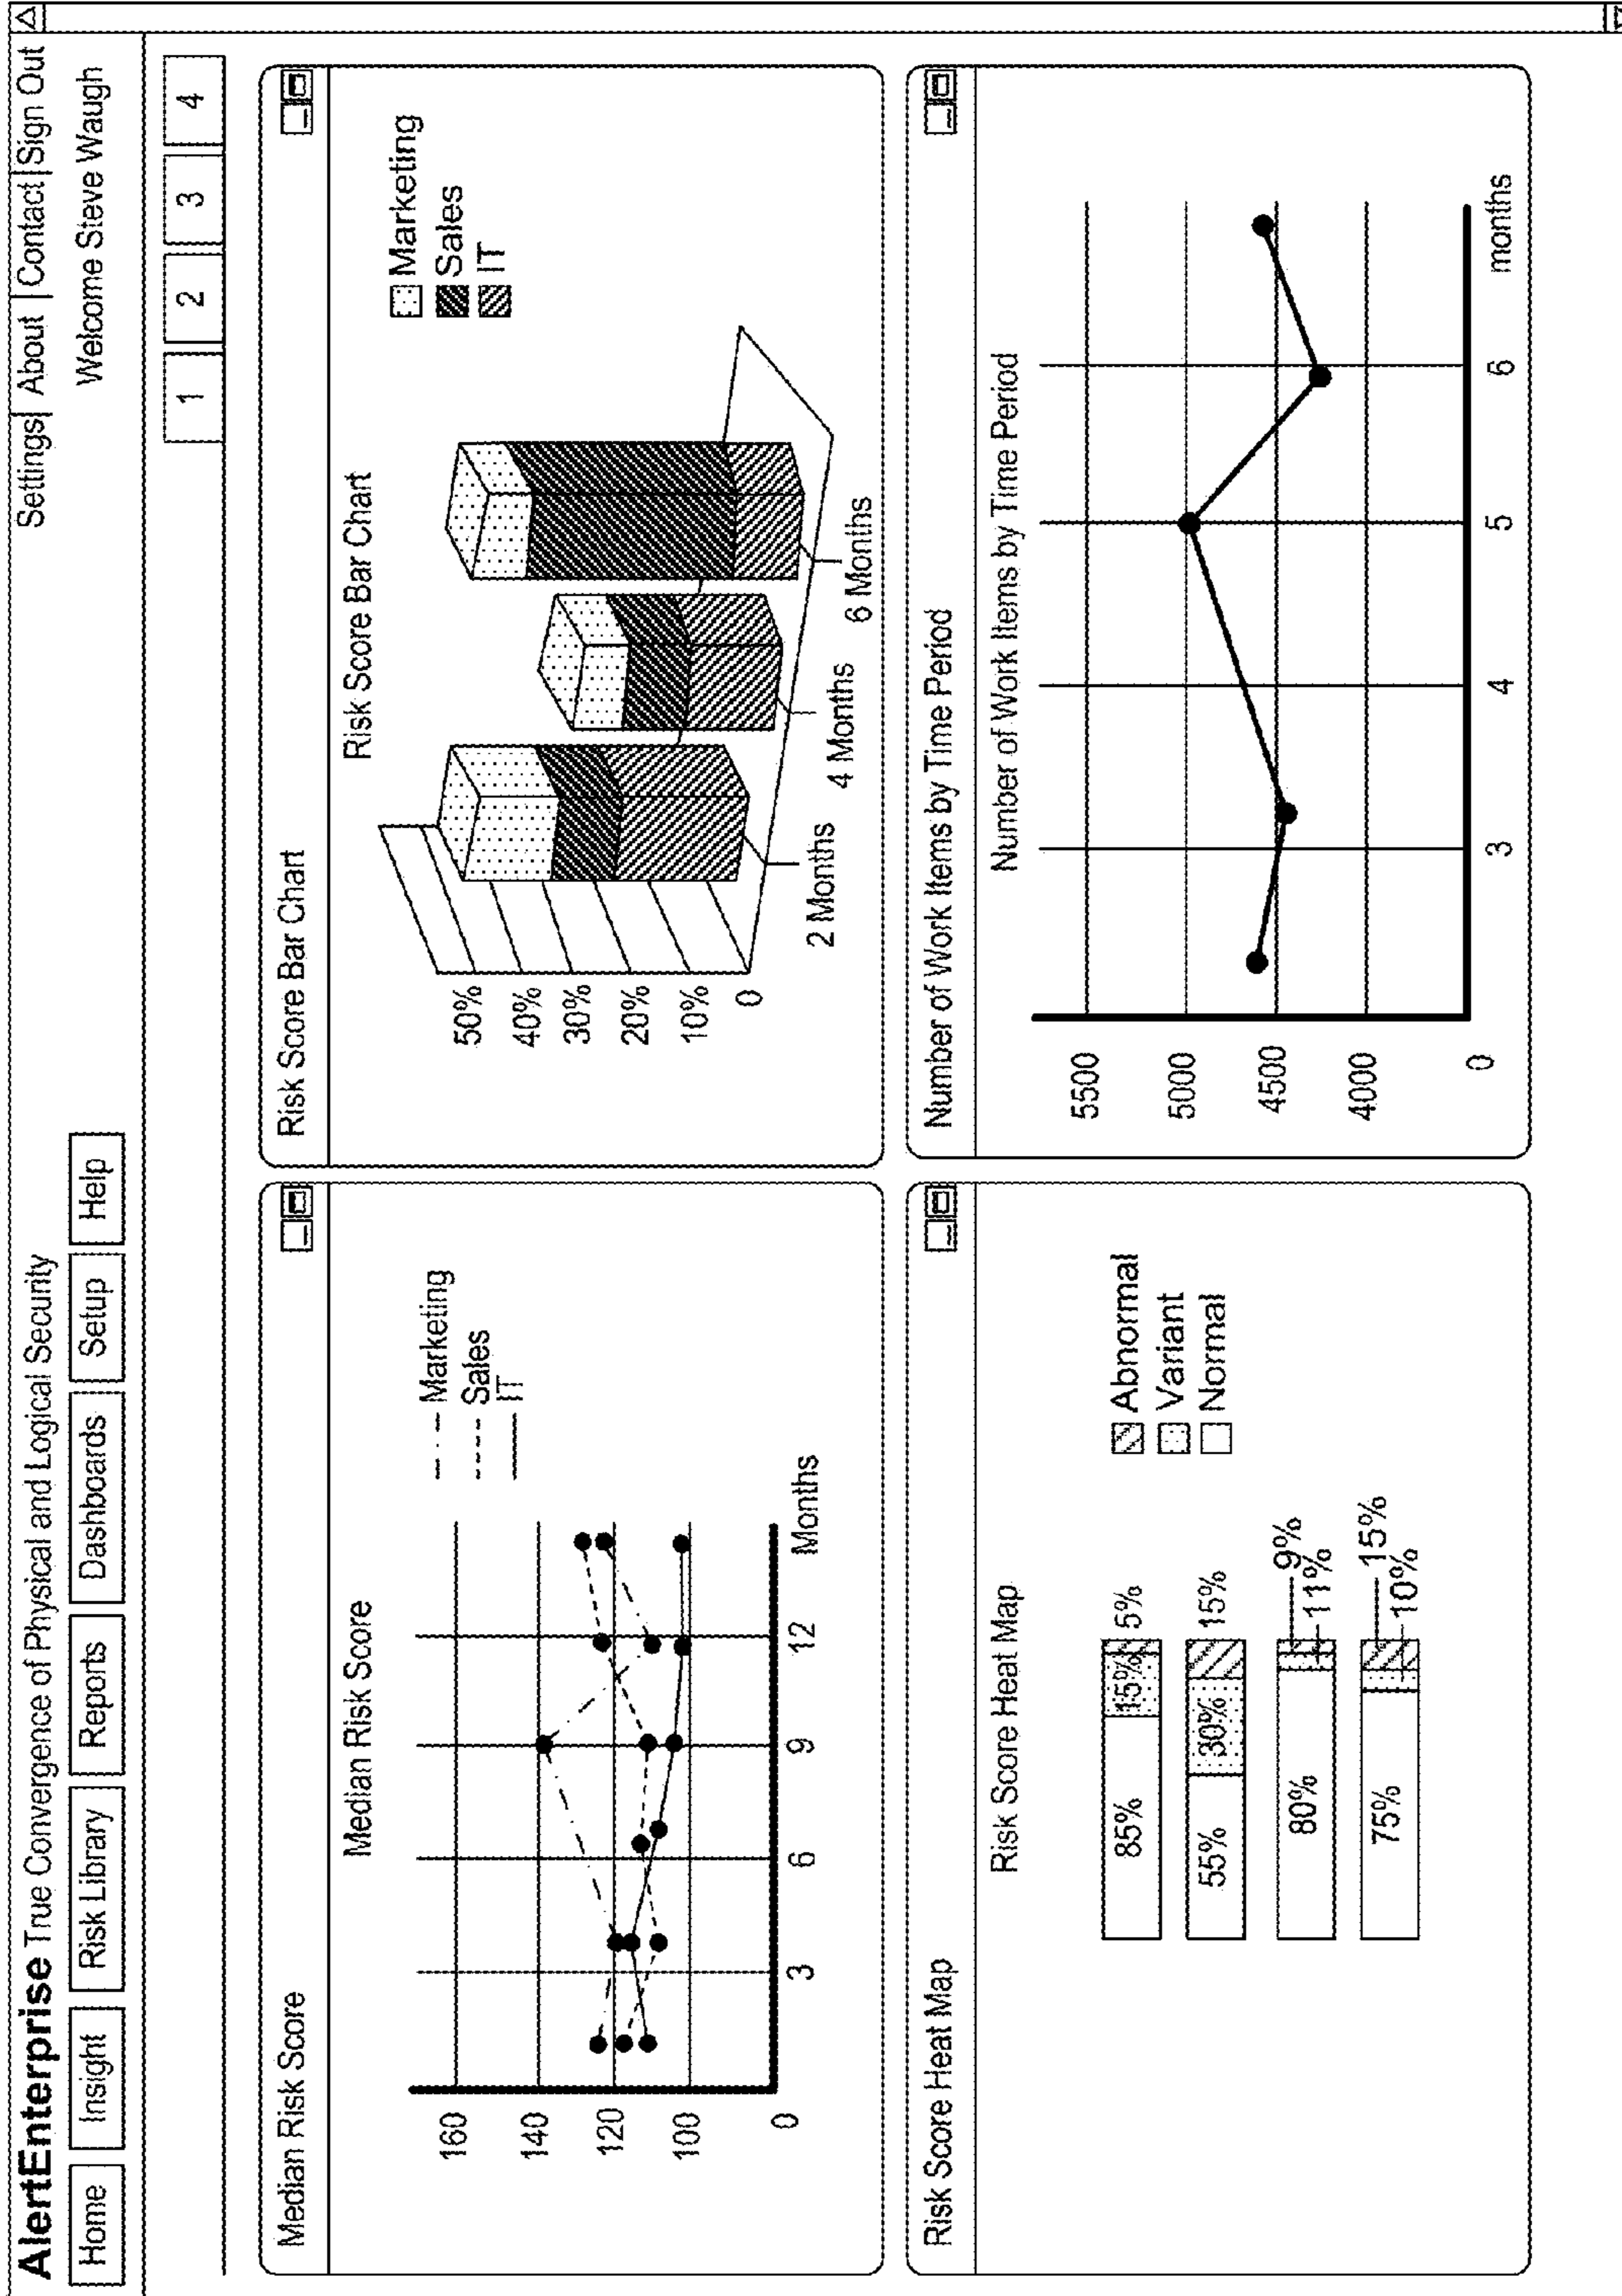 AlertEnterprise True Convergence of Physical and Logical Security
Settings| About |Contact|Sign Out
Welcome Steve Waugh
Home Insight Risk Library Reports Dashboards Setup Help
1 2 3 4
Median Risk Score
Median Risk Score
Marketing
Sales
IT
160
140
120
100
0
3 6 9 12 Months
Risk Score Bar Chart
Risk Score Bar Chart
Marketing
Sales
IT
50%
40%
30%
20%
10%
0
2 Months
4 Months
6 Months
Risk Score Heat Map
Risk Score Heat Map
Abnormal
Variant
Normal
85% 15% 5%
55% 30% 15%
80% 9%
11%
75% 15%
10%
Number of Work Items by Time Period
Number of Work Items by Time Period
5500
5000
4500
4000
0
3 4 5 6 months